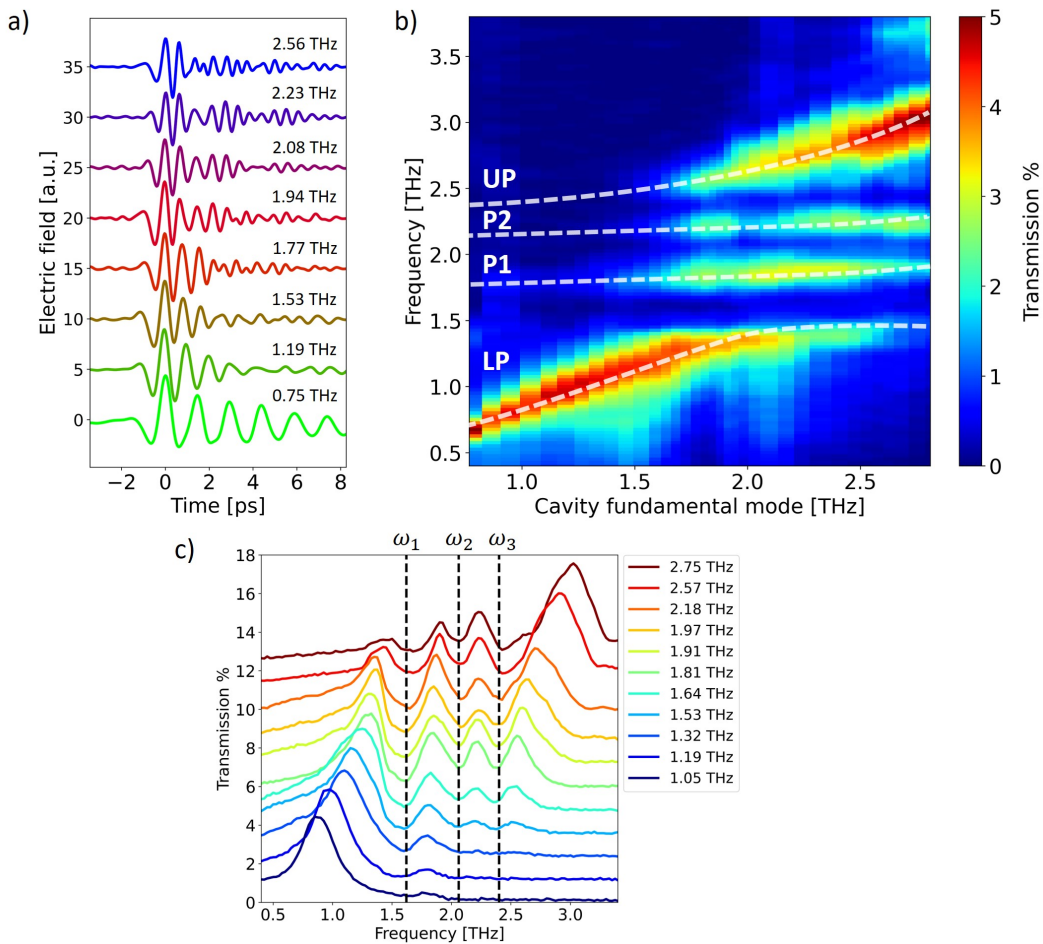 a)
2.56 THz
2.23 THz
2.08 THz
1.94 THz
1.77 THz
1.53 THz
1.19 THz
0.75 THz
35
30
25
20
15
10
5
0
Electric field [a.u.]
−2 0 2 4 6 8
Time [ps]
b)
UP
P2
P1
LP
3.5
3.0
2.5
2.0
1.5
1.0
0.5
Frequency [THz]
1.0 1.5 2.0 2.5
Cavity fundamental mode [THz]
5
4
3
2
1
0
Transmission %
c)
ω1 ω2 ω3
18
16
14
12
10
8
6
4
2
0
Transmission %
0.5 1.0 1.5 2.0 2.5 3.0
Frequency [THz]
2.75 THz
2.57 THz
2.18 THz
1.97 THz
1.91 THz
1.81 THz
1.64 THz
1.53 THz
1.32 THz
1.19 THz
1.05 THz